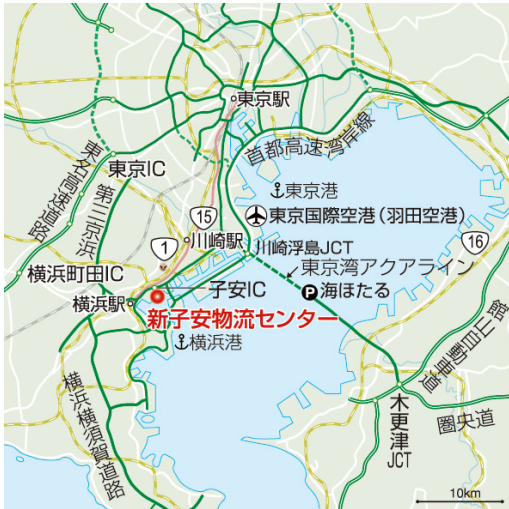 東京駅
首都高速湾岸線
東京IC
東名高速道路
第三京浜
東京港
15
東京国際空港(羽田空港)
1
川崎駅
川崎浮島JCT
16
横浜町田IC
東京湾アクアライン
子安IC
P
海ほたる
横浜駅
新子安物流センター
横浜港
館山自動車道
横浜横須賀道路
木更津
JCT
圏央道
10km